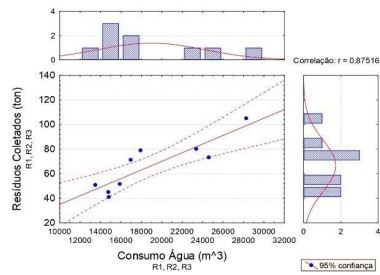 3
2
1
0
Correlação: r = 0,87516
140
120
100
80
60
40
20
Resíduos Coletados (ton)
R1, R2, R3
10000 12000 14000 16000 18000 20000 22000 24000 26000 28000 30000 32000
Consumo Água (m^3)
R1, R2, R3
0 2 4
95% confiança